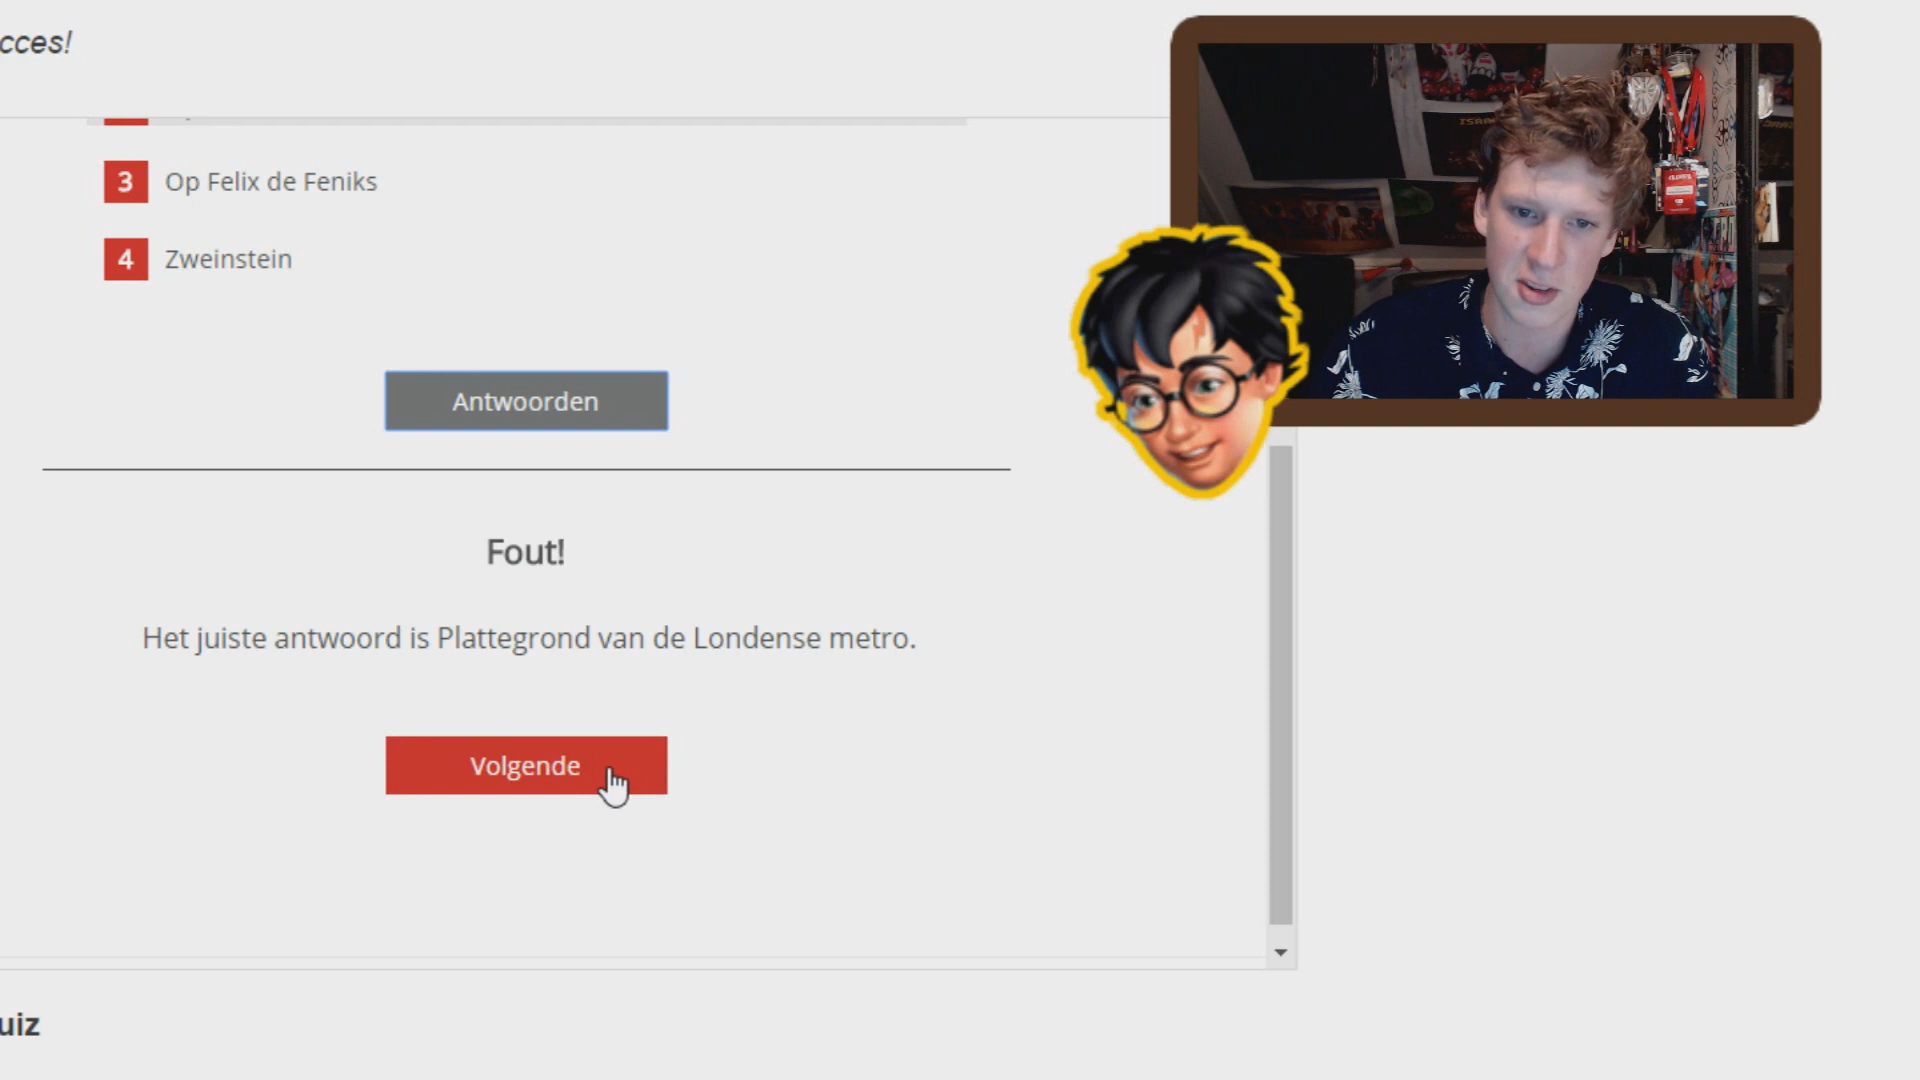 cces!
3 Op Felix de Feniks
4 Zweinstein
Antwoorden
Fout!
Het juiste antwoord is Plattegrond van de Londense metro.
Volgende
uiz